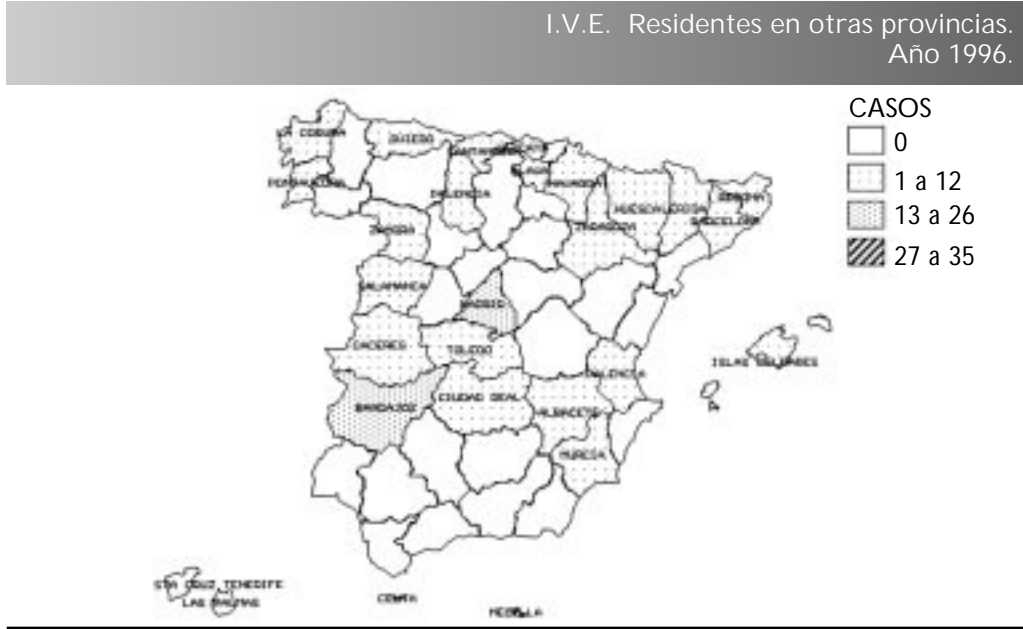 I.V.E. Residentes en otras provincias.
Año 1996.
CASOS
0
1 a 12
13 a 26
27 a 35
LA CORUÑA
OVIEDO
PONTEVEDRA
PALENCIA
HUESCA
LERIDA
GERONA
BARCELONA
ZAMORA
ZARAGOZA
SALAMANCA
MADRID
CACERES
TOLEDO
ISLAS BALEARES
VALENCIA
BADAJOZ
CIUDAD REAL
ALBACETE
MURCIA
STA CRUZ TENERIFE
LAS PALMAS
CEUTA
MELILLA